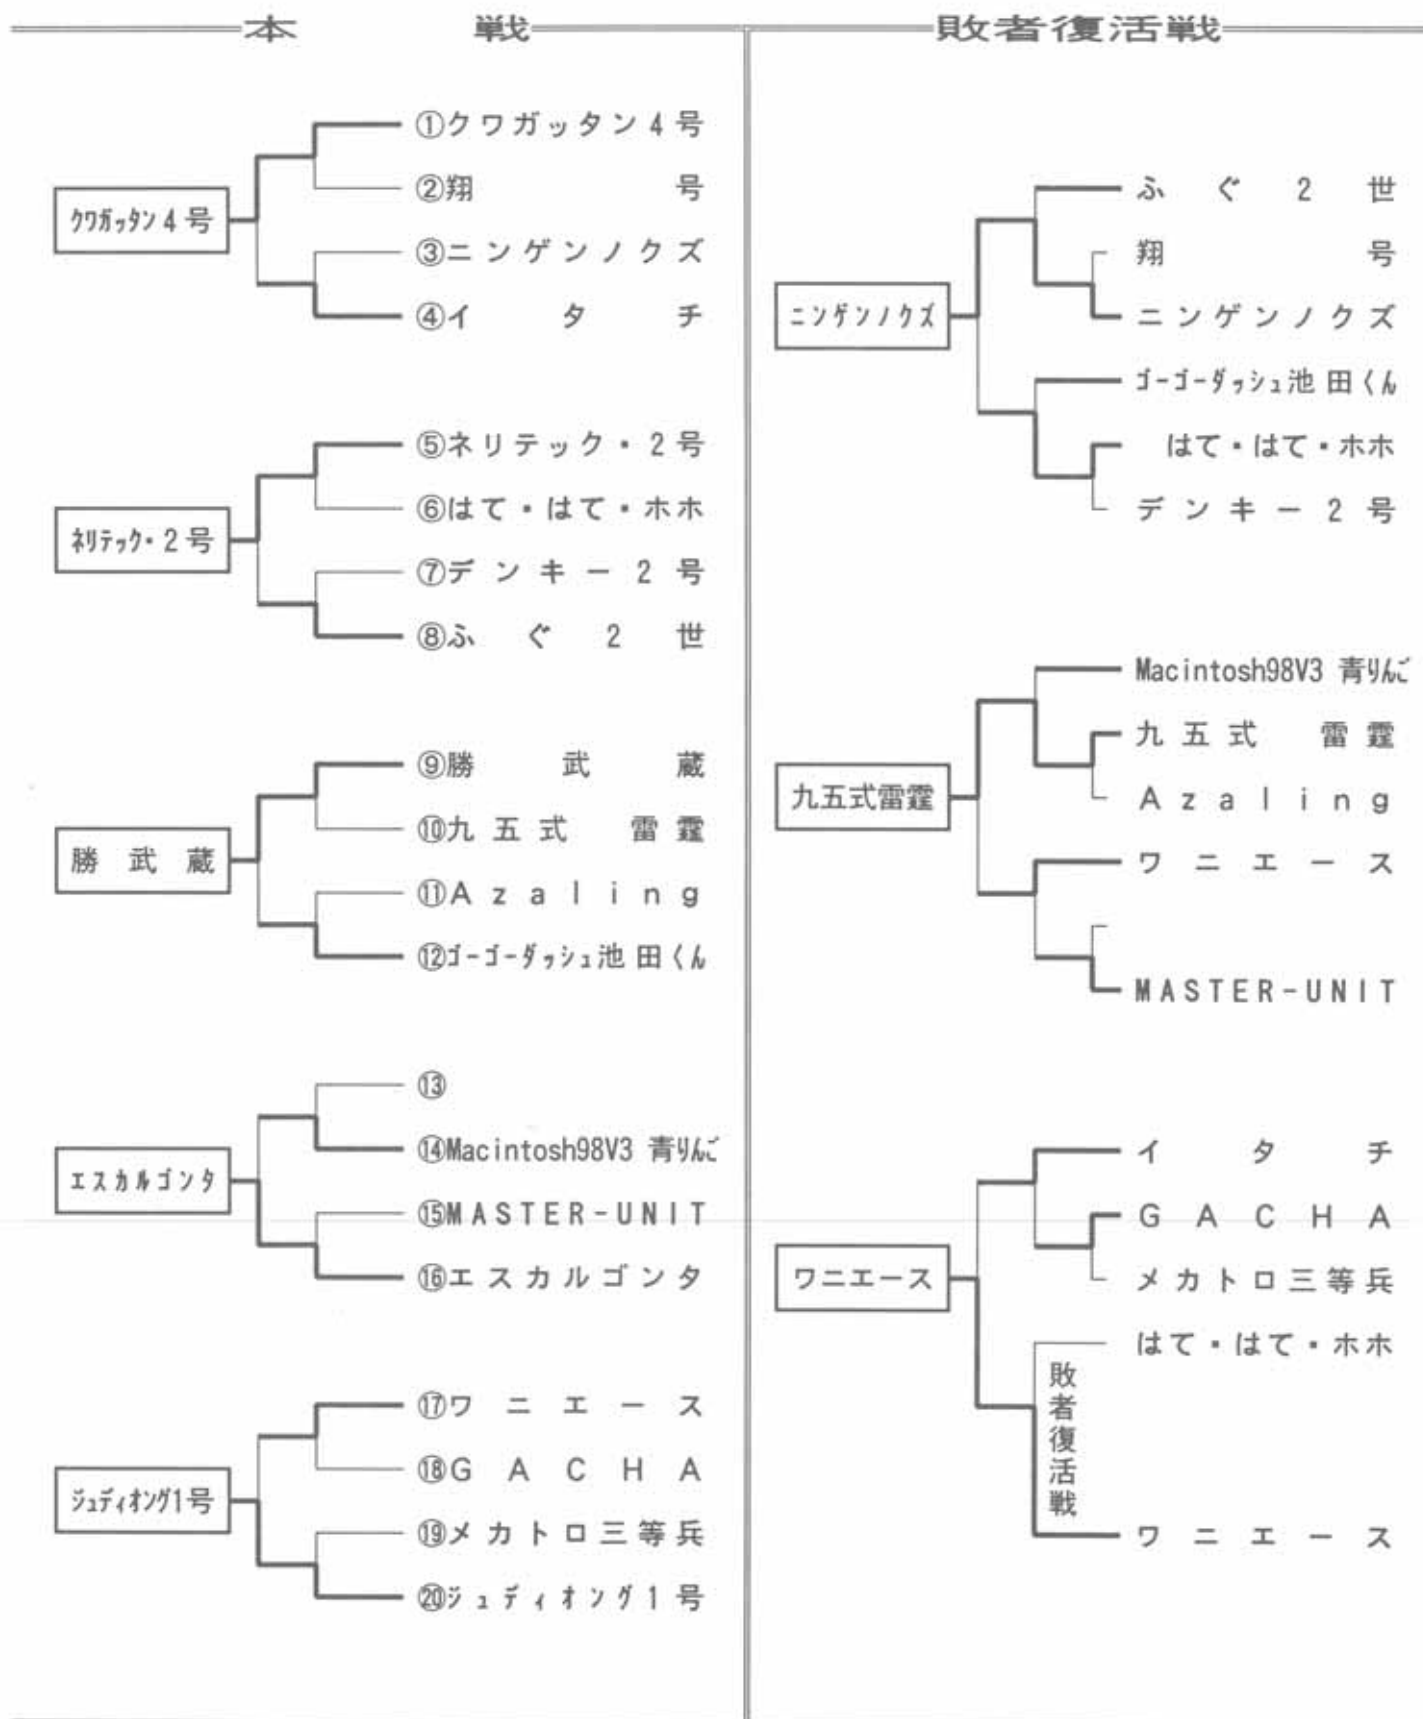 本 戦
①クワガッタン4号
②翔 号
クワガッタン4号
③ニンゲンノクズ
④イ タ チ
⑤ネリテック・2号
⑥はて・はて・ホホ
ネリテック・2号
⑦デンキー2号
⑧ふ ぐ 2 世
⑨勝 武 蔵
⑩九五式 雷霆
勝 武 蔵
⑪Azaling
⑫ゴーゴーダッシュ池田くん
⑬
⑭Macintosh98V3 青りんご
エスカルゴンタ
⑮MASTER-UNIT
⑯エスカルゴンタ
⑰ワニエース
⑱GACHA
ジュディオング1号
⑲メカトロ三等兵
⑳ジュディオング1号
敗者復活戦
ふ ぐ 2 世
翔 号
ニンゲンノクズ
ニンゲンノクズ
ゴーゴーダッシュ池田くん
はて・はて・ホホ
デンキー2号
Macintosh98V3 青りんご
九五式 雷霆
九五式雷霆
Azaling
ワニエース
MASTER-UNIT
イ タ チ
GACHA
ワニエース
メカトロ三等兵
はて・はて・ホホ
敗者復活戦
ワニエース